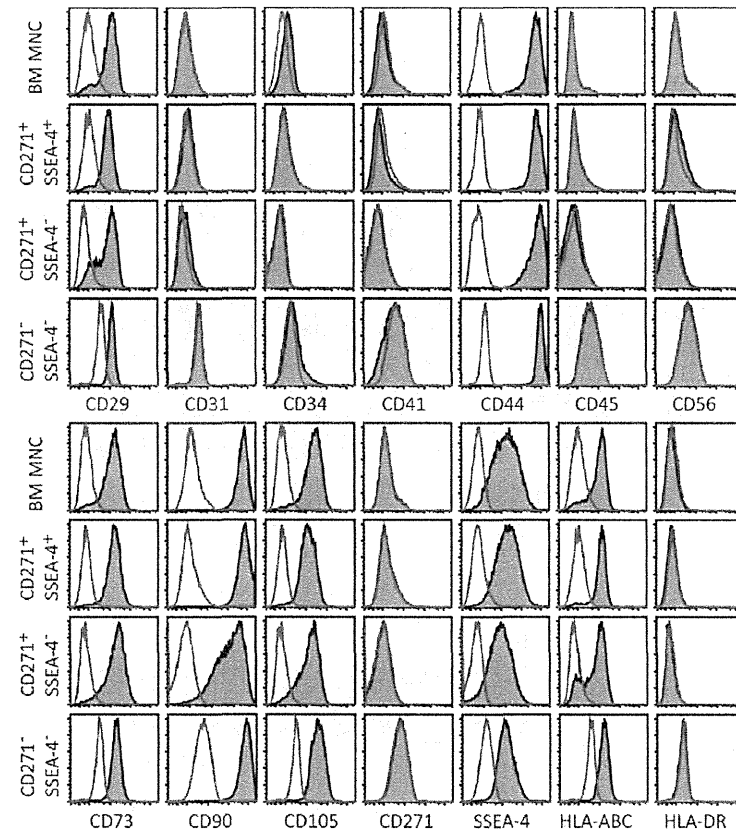 BM MNC
CD271⁺
SSEA-4⁺
CD271⁺
SSEA-4⁻
CD271⁻
SSEA-4⁻
CD29 CD31 CD34 CD41 CD44 CD45 CD56
BM MNC
CD271⁺
SSEA-4⁺
CD271⁺
SSEA-4⁻
CD271⁻
SSEA-4⁻
CD73 CD90 CD105 CD271 SSEA-4 HLA-ABC HLA-DR